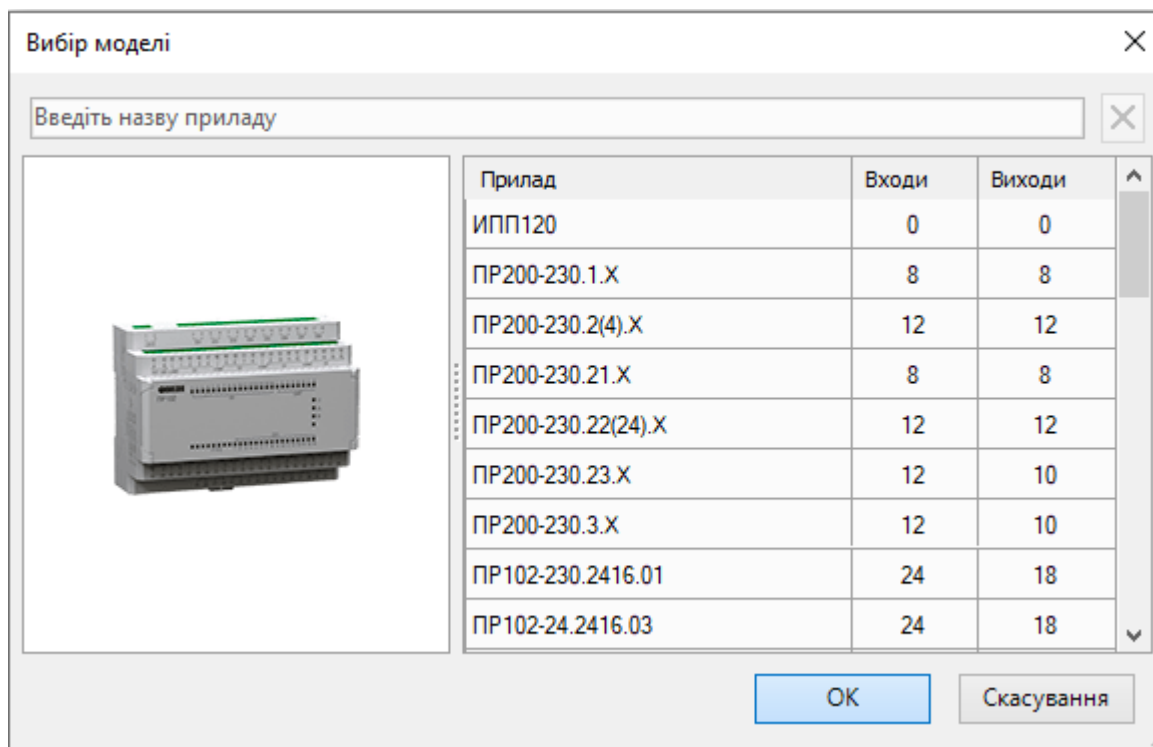 Вибір моделі
Введіть назву приладу
Прилад Входи Виходи
ИПП120 0 0
ПР200-230.1.X 8 8
ПР200-230.2(4).X 12 12
ПР200-230.21.X 8 8
ПР200-230.22(24).X 12 12
ПР200-230.23.X 12 10
ПР200-230.3.X 12 10
ПР102-230.2416.01 24 18
ПР102-24.2416.03 24 18
ОК Скасування